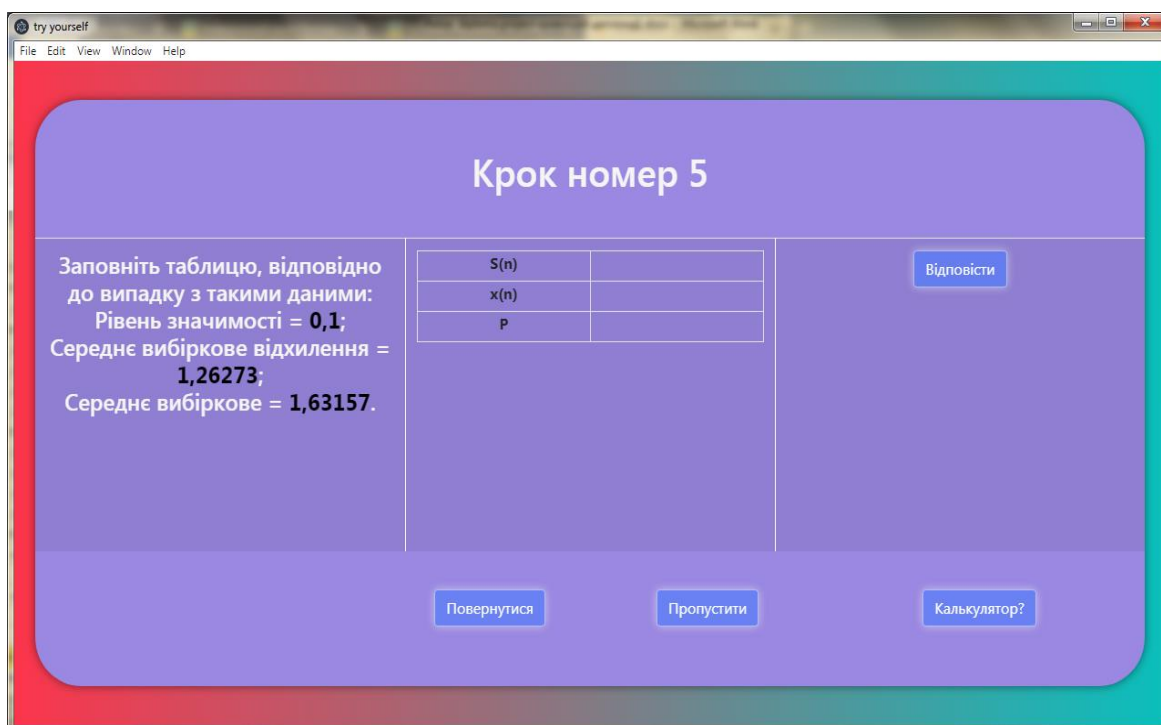 try yourself
File Edit View Window Help
Крок номер 5
Заповніть таблицю, відповідно
до випадку з такими даними:
Рівень значимості = 0,1;
Середнє вибіркове відхилення =
1,26273;
Середнє вибіркове = 1,63157.
S(n)
x(n)
P
Відповісти
Повернутися
Пропустити
Калькулятор?